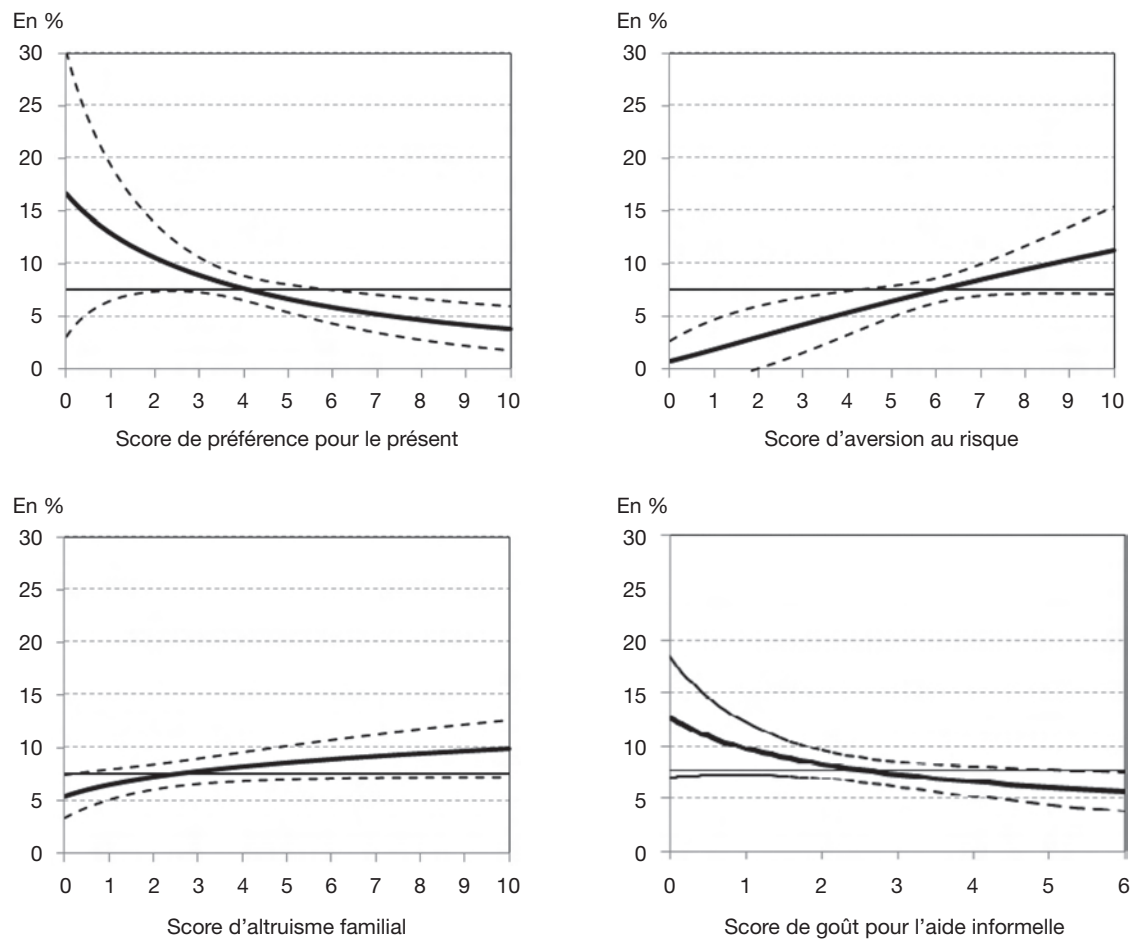 En %
30
25
20
15
10
5
0
0 1 2 3 4 5 6 7 8 9 10
Score de préférence pour le présent
En %
30
25
20
15
10
5
0
0 1 2 3 4 5 6 7 8 9 10
Score d’aversion au risque
En %
30
25
20
15
10
5
0
0 1 2 3 4 5 6 7 8 9 10
Score d’altruisme familial
En %
30
25
20
15
10
5
0
0 1 2 3 4 5 6
Score de goût pour l’aide informelle